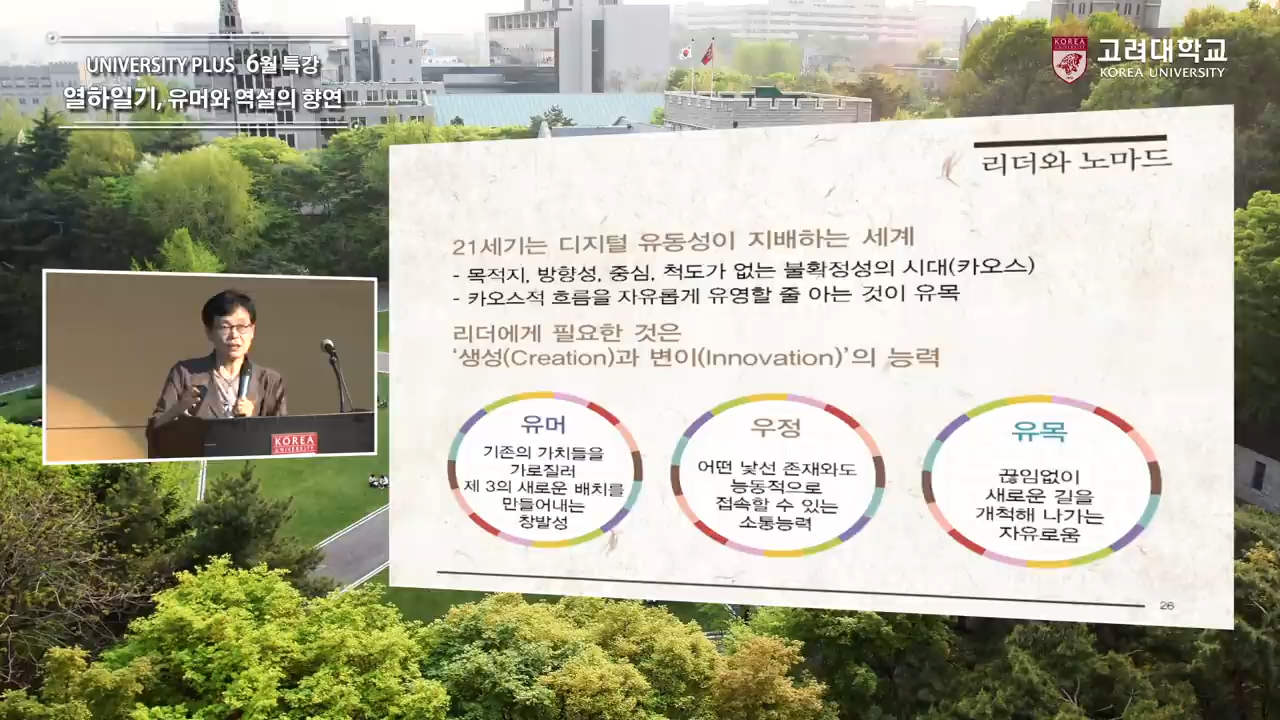 UNIVERSITY PLUS 6월 특강
열하일기, 유머와 역설의 향연
KOREA
고려대학교
KOREA UNIVERSITY
리더와 노마드
21세기는 디지털 유동성이 지배하는 세계
- 목적지, 방향성, 중심, 척도가 없는 불확정성의 시대(카오스)
- 카오스적 흐름을 자유롭게 유영할 줄 아는 것이 유목
리더에게 필요한 것은
‘생성(Creation)과 변이(Innovation)’의 능력
유머
기존의 가치들을
가로질러
제 3의 새로운 배치를
만들어내는
창발성
우정
어떤 낯선 존재와도
능동적으로
접속할 수 있는
소통능력
유목
끊임없이
새로운 길을
개척해 나가는
자유로움
26
KOREA
UNIVERSITY